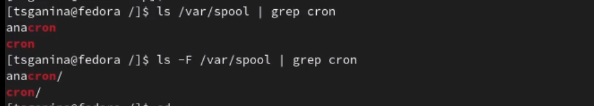 [tsganina@fedora /]$ ls /var/spool | grep cron
anacron
cron
[tsganina@fedora /]$ ls -F /var/spool | grep cron
anacron/
cron/